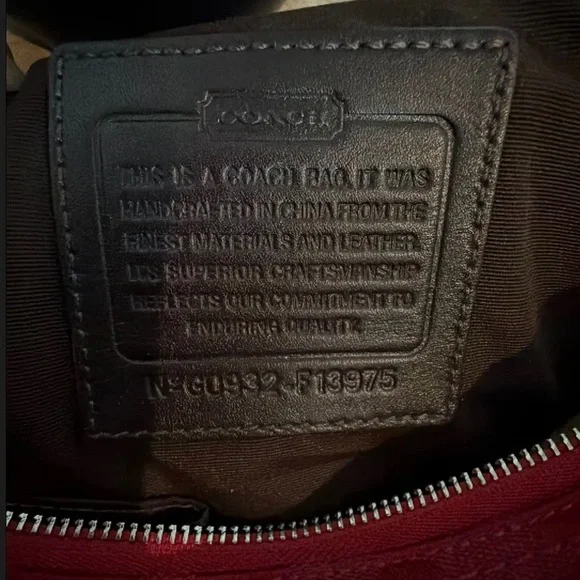 COACH
THIS IS A COACH BAG. IT WAS
HANDCRAFTED IN CHINA FROM THE
FINEST MATERIALS AND LEATHER.
IT'S SUPERIOR CRAFTSMANSHIP
REFLECTS OUR COMMITMENT TO
ENDURING QUALITY.
Nº G0932-F13975